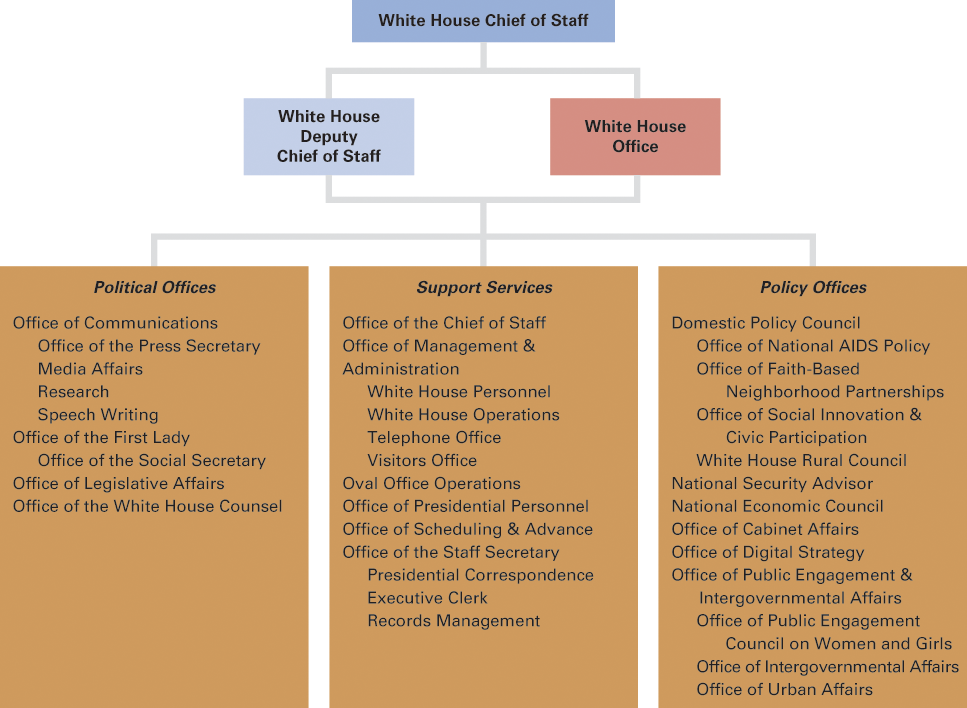 White House Chief of Staff
White House
Deputy
Chief of Staff
White House
Office
Political Offices
Office of Communications
Office of the Press Secretary
Media Affairs
Research
Speech Writing
Office of the First Lady
Office of the Social Secretary
Office of Legislative Affairs
Office of the White House Counsel
Support Services
Office of the Chief of Staff
Office of Management &
Administration
White House Personnel
White House Operations
Telephone Office
Visitors Office
Oval Office Operations
Office of Presidential Personnel
Office of Scheduling & Advance
Office of the Staff Secretary
Presidential Correspondence
Executive Clerk
Records Management
Policy Offices
Domestic Policy Council
Office of National AIDS Policy
Office of Faith-Based
Neighborhood Partnerships
Office of Social Innovation &
Civic Participation
White House Rural Council
National Security Advisor
National Economic Council
Office of Cabinet Affairs
Office of Digital Strategy
Office of Public Engagement &
Intergovernmental Affairs
Office of Public Engagement
Council on Women and Girls
Office of Intergovernmental Affairs
Office of Urban Affairs